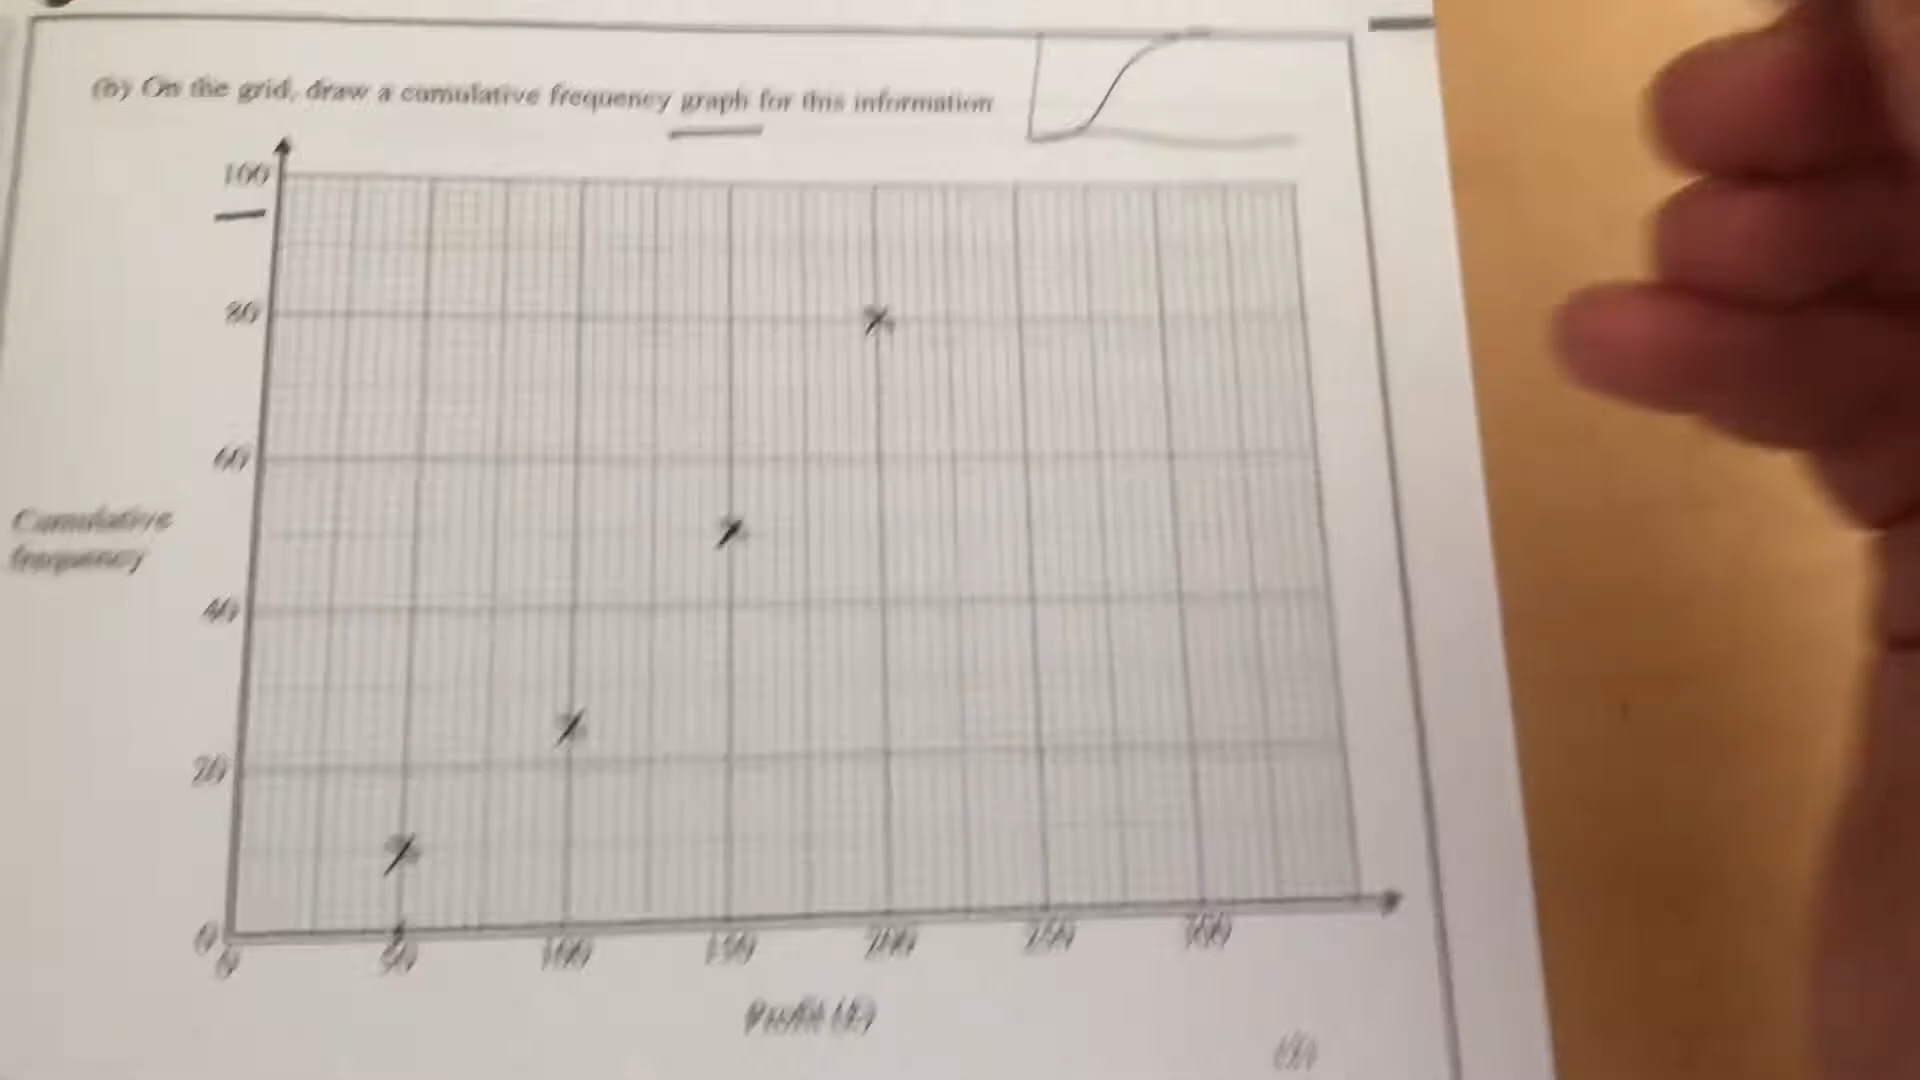 (b) On the grid, draw a cumulative frequency graph for this information
100
80
60
Cumulative
frequency
40
20
0
0 50 100 150 200 250 300
Profit (£)